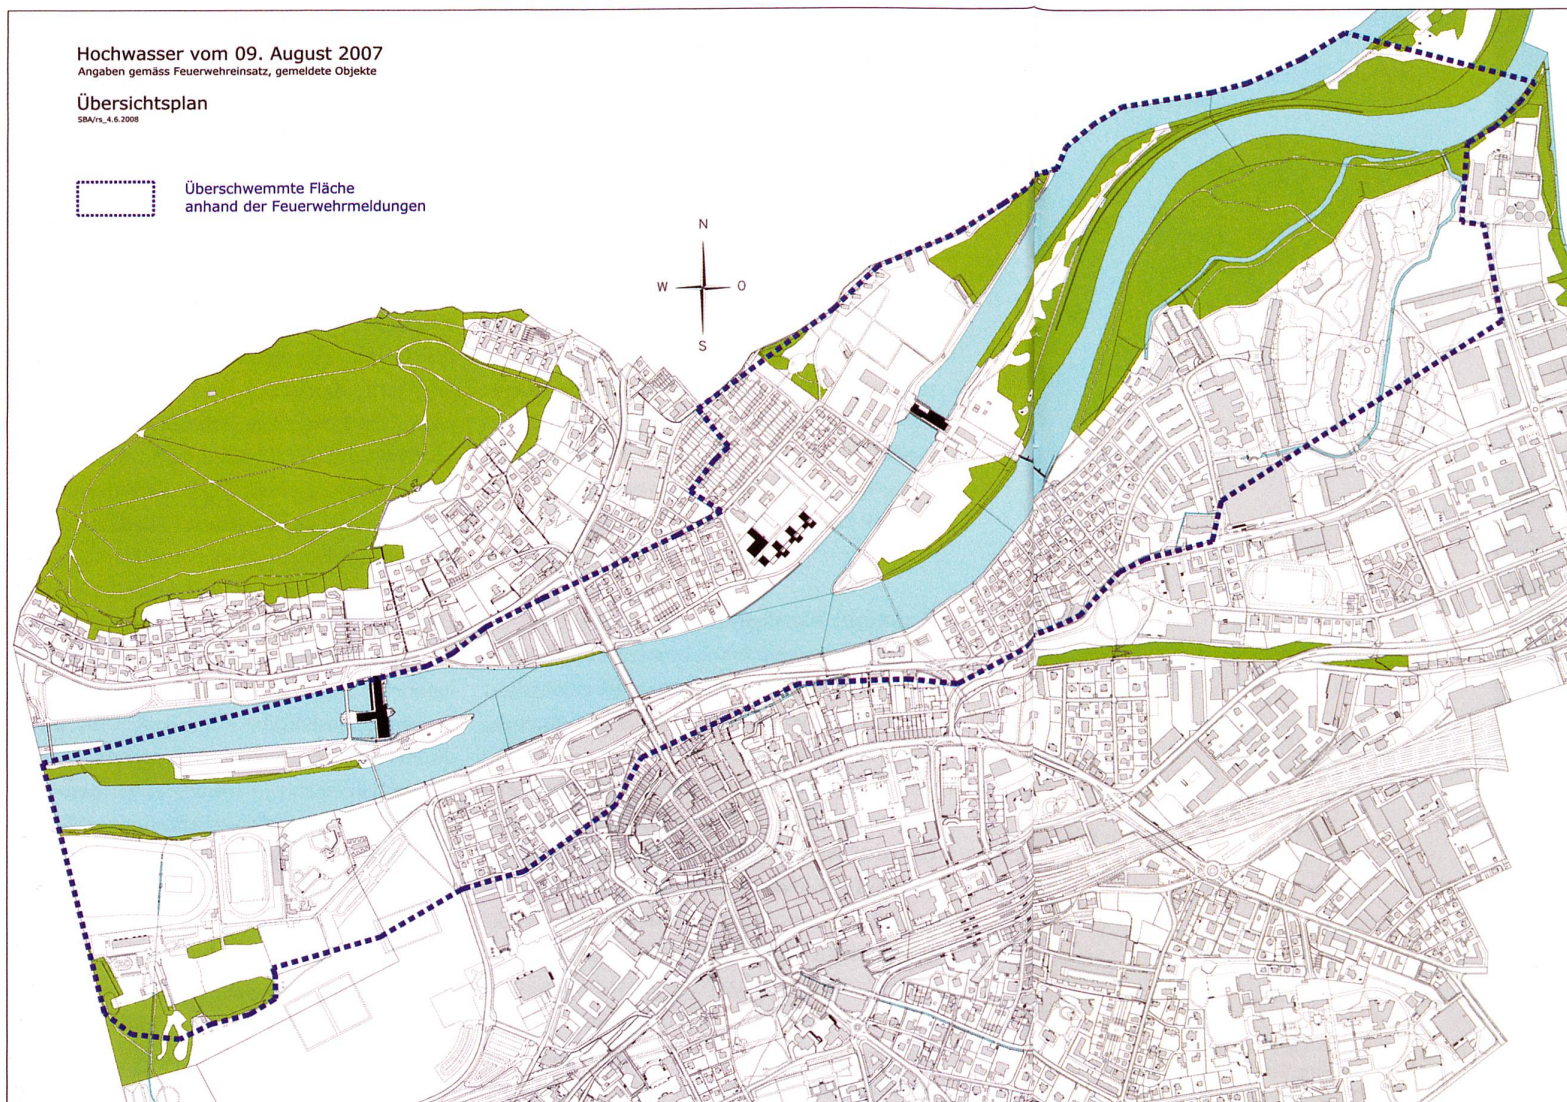 Hochwasser vom 09. August 2007
Angaben gemäss Feuerwehreinsatz, gemeldete Objekte
Übersichtsplan
SBA/rs_4.6.2008
Überschwemmte Fläche
anhand der Feuerwehrmeldungen
N
W O
S